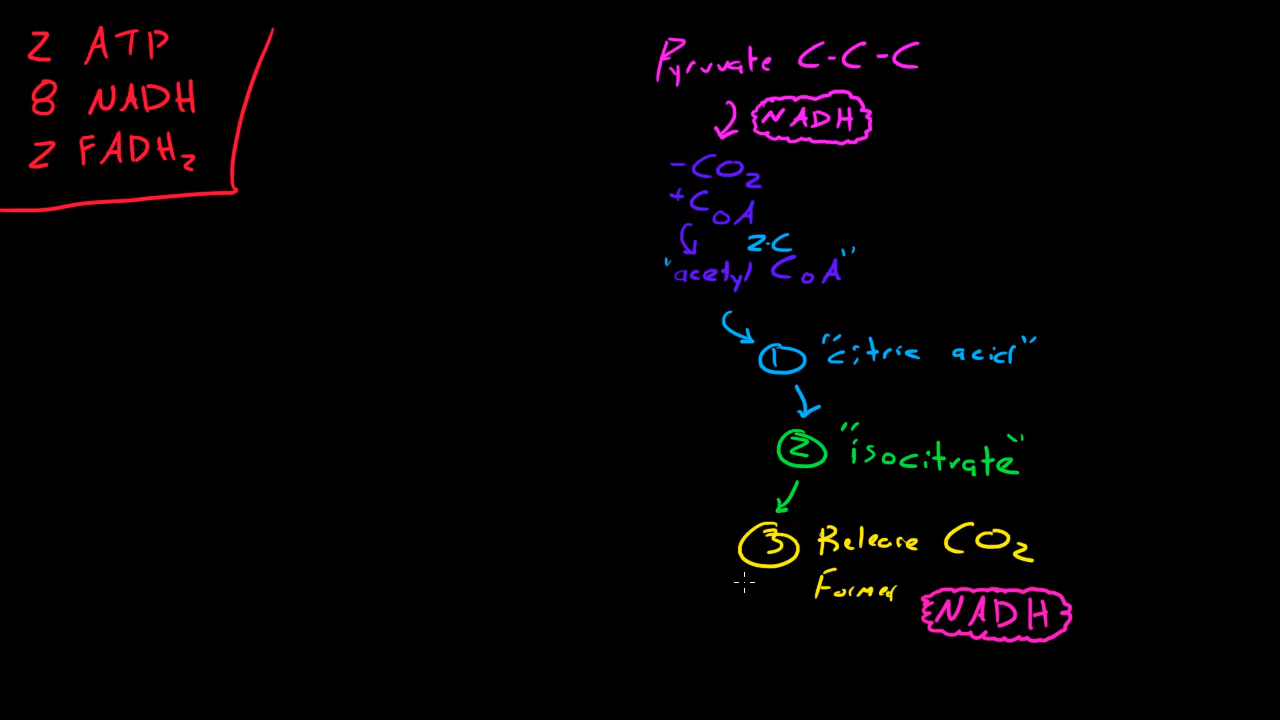 2 ATP
8 NADH
2 FADH₂
Pyruvate C-C-C
NADH
-CO₂
+CoA
2-C
"acetyl CoA"
① "citric acid"
② "isocitrate"
③ Release CO₂
Formed NADH